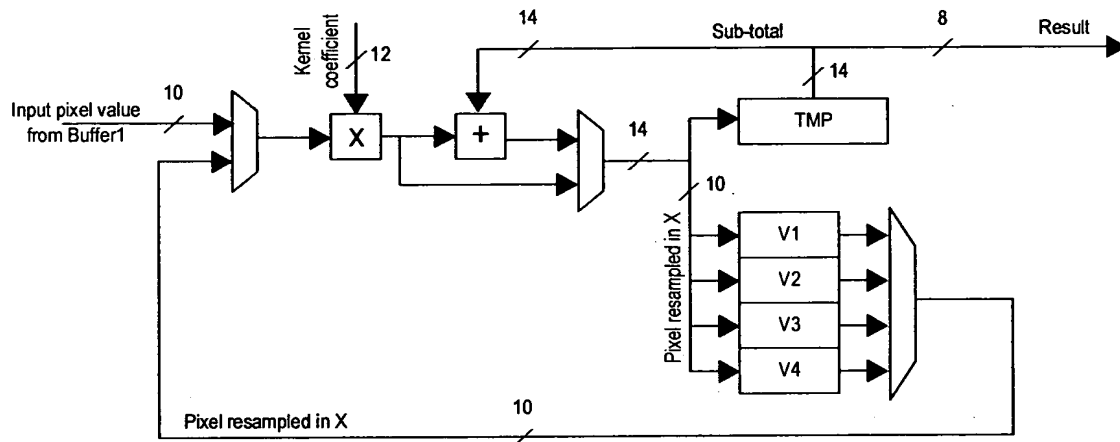 14
Sub-total
8
Result
Kernel
coefficient
12
14
10
Input pixel value
from Buffer1
X
+
14
TMP
10
Pixel resampled in X
V1
V2
V3
V4
Pixel resampled in X
10